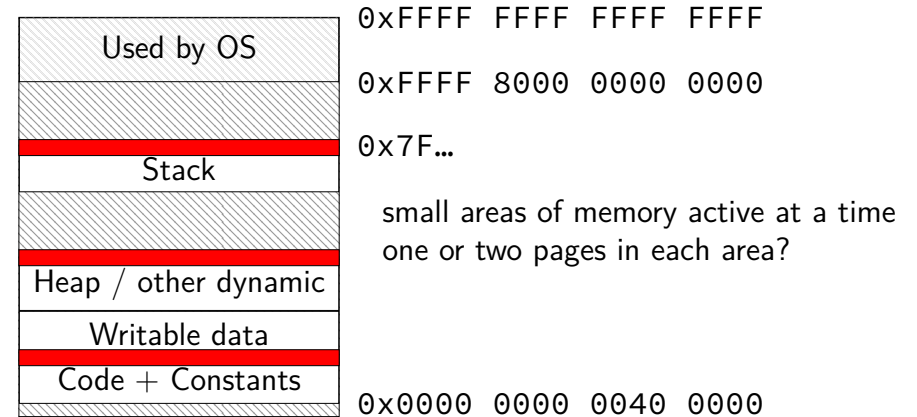 0xFFFF FFFF FFFF FFFF
Used by OS
0xFFFF 8000 0000 0000
0x7F…
Stack
small areas of memory active at a time
one or two pages in each area?
Heap / other dynamic
Writable data
Code + Constants
0x0000 0000 0040 0000